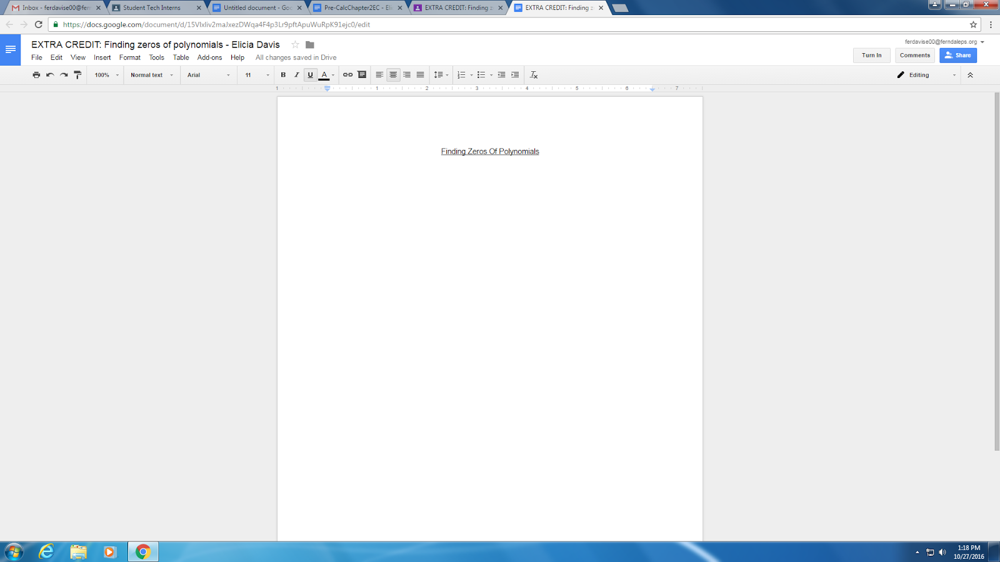 Inbox - ferdavise00@fern
Student Tech Interns
Untitled document - Goo
Pre-CalcChapter2EC - Eli
EXTRA CREDIT: Finding z
EXTRA CREDIT: Finding z
https://docs.google.com/document/d/15VlxIiv2maJxezDWqa4F4p3Lr9pftApuWuRpK91ejc0/edit
EXTRA CREDIT: Finding zeros of polynomials - Elicia Davis
ferdavise00@ferndaleps.org
File Edit View Insert Format Tools Table Add-ons Help All changes saved in Drive
Turn In Comments Share
100% Normal text Arial 11 B I U A Editing
1 1 2 3 4 5 6 7
Finding Zeros Of Polynomials
1:18 PM
10/27/2016